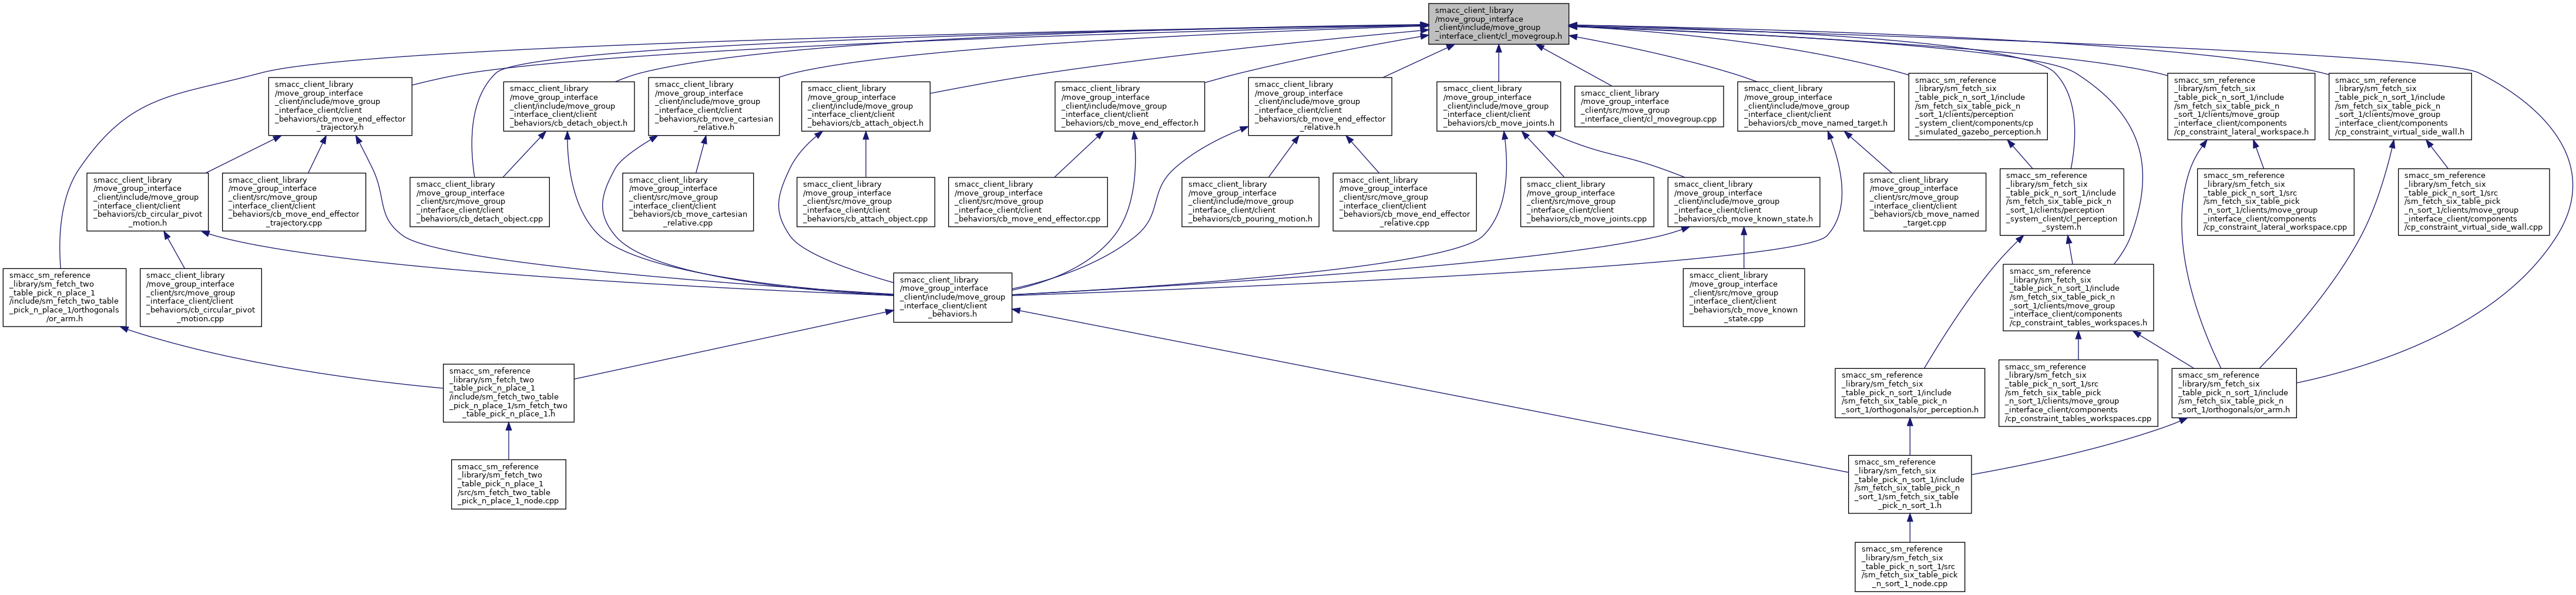 smacc_client_library
/move_group_interface
_client/include/move_group
_interface_client/cl_movegroup.h
smacc_client_library
/move_group_interface
_client/include/move_group
_interface_client/client
_behaviors/cb_move_end_effector
_trajectory.h
smacc_client_library
/move_group_interface
_client/include/move_group
_interface_client/client
_behaviors/cb_detach_object.h
smacc_client_library
/move_group_interface
_client/include/move_group
_interface_client/client
_behaviors/cb_move_cartesian
_relative.h
smacc_client_library
/move_group_interface
_client/include/move_group
_interface_client/client
_behaviors/cb_attach_object.h
smacc_client_library
/move_group_interface
_client/include/move_group
_interface_client/client
_behaviors/cb_move_end_effector.h
smacc_client_library
/move_group_interface
_client/include/move_group
_interface_client/client
_behaviors/cb_move_end_effector
_relative.h
smacc_client_library
/move_group_interface
_client/include/move_group
_interface_client/client
_behaviors/cb_move_joints.h
smacc_client_library
/move_group_interface
_client/src/move_group
_interface_client/cl_movegroup.cpp
smacc_client_library
/move_group_interface
_client/include/move_group
_interface_client/client
_behaviors/cb_move_named_target.h
smacc_sm_reference
_library/sm_fetch_six
_table_pick_n_sort_1/include
/sm_fetch_six_table_pick_n
_sort_1/clients/perception
_system_client/components/cp
_simulated_gazebo_perception.h
smacc_sm_reference
_library/sm_fetch_six
_table_pick_n_sort_1/include
/sm_fetch_six_table_pick_n
_sort_1/clients/move_group
_interface_client/components
/cp_constraint_lateral_workspace.h
smacc_sm_reference
_library/sm_fetch_six
_table_pick_n_sort_1/include
/sm_fetch_six_table_pick_n
_sort_1/clients/move_group
_interface_client/components
/cp_constraint_virtual_side_wall.h
smacc_client_library
/move_group_interface
_client/include/move_group
_interface_client/client
_behaviors/cb_circular_pivot
_motion.h
smacc_client_library
/move_group_interface
_client/src/move_group
_interface_client/client
_behaviors/cb_move_end_effector
_trajectory.cpp
smacc_client_library
/move_group_interface
_client/src/move_group
_interface_client/client
_behaviors/cb_detach_object.cpp
smacc_client_library
/move_group_interface
_client/src/move_group
_interface_client/client
_behaviors/cb_move_cartesian
_relative.cpp
smacc_client_library
/move_group_interface
_client/src/move_group
_interface_client/client
_behaviors/cb_attach_object.cpp
smacc_client_library
/move_group_interface
_client/src/move_group
_interface_client/client
_behaviors/cb_move_end_effector.cpp
smacc_client_library
/move_group_interface
_client/include/move_group
_interface_client/client
_behaviors/cb_pouring_motion.h
smacc_client_library
/move_group_interface
_client/src/move_group
_interface_client/client
_behaviors/cb_move_end_effector
_relative.cpp
smacc_client_library
/move_group_interface
_client/src/move_group
_interface_client/client
_behaviors/cb_move_joints.cpp
smacc_client_library
/move_group_interface
_client/include/move_group
_interface_client/client
_behaviors/cb_move_known_state.h
smacc_client_library
/move_group_interface
_client/src/move_group
_interface_client/client
_behaviors/cb_move_named
_target.cpp
smacc_sm_reference
_library/sm_fetch_six
_table_pick_n_sort_1/include
/sm_fetch_six_table_pick_n
_sort_1/clients/perception
_system_client/cl_perception
_system.h
smacc_sm_reference
_library/sm_fetch_six
_table_pick_n_sort_1/src
/sm_fetch_six_table_pick
_n_sort_1/clients/move_group
_interface_client/components
/cp_constraint_lateral_workspace.cpp
smacc_sm_reference
_library/sm_fetch_six
_table_pick_n_sort_1/src
/sm_fetch_six_table_pick
_n_sort_1/clients/move_group
_interface_client/components
/cp_constraint_virtual_side_wall.cpp
smacc_sm_reference
_library/sm_fetch_two
_table_pick_n_place_1
/include/sm_fetch_two_table
_pick_n_place_1/orthogonals
/or_arm.h
smacc_client_library
/move_group_interface
_client/src/move_group
_interface_client/client
_behaviors/cb_circular_pivot
_motion.cpp
smacc_client_library
/move_group_interface
_client/include/move_group
_interface_client/client
_behaviors.h
smacc_client_library
/move_group_interface
_client/src/move_group
_interface_client/client
_behaviors/cb_move_known
_state.cpp
smacc_sm_reference
_library/sm_fetch_six
_table_pick_n_sort_1/include
/sm_fetch_six_table_pick_n
_sort_1/clients/move_group
_interface_client/components
/cp_constraint_tables_workspaces.h
smacc_sm_reference
_library/sm_fetch_two
_table_pick_n_place_1
/include/sm_fetch_two_table
_pick_n_place_1/sm_fetch_two
_table_pick_n_place_1.h
smacc_sm_reference
_library/sm_fetch_six
_table_pick_n_sort_1/include
/sm_fetch_six_table_pick_n
_sort_1/orthogonals/or_perception.h
smacc_sm_reference
_library/sm_fetch_six
_table_pick_n_sort_1/src
/sm_fetch_six_table_pick
_n_sort_1/clients/move_group
_interface_client/components
/cp_constraint_tables_workspaces.cpp
smacc_sm_reference
_library/sm_fetch_six
_table_pick_n_sort_1/include
/sm_fetch_six_table_pick_n
_sort_1/orthogonals/or_arm.h
smacc_sm_reference
_library/sm_fetch_two
_table_pick_n_place_1
/src/sm_fetch_two_table
_pick_n_place_1_node.cpp
smacc_sm_reference
_library/sm_fetch_six
_table_pick_n_sort_1/include
/sm_fetch_six_table_pick_n
_sort_1/sm_fetch_six_table
_pick_n_sort_1.h
smacc_sm_reference
_library/sm_fetch_six
_table_pick_n_sort_1/src
/sm_fetch_six_table_pick
_n_sort_1_node.cpp